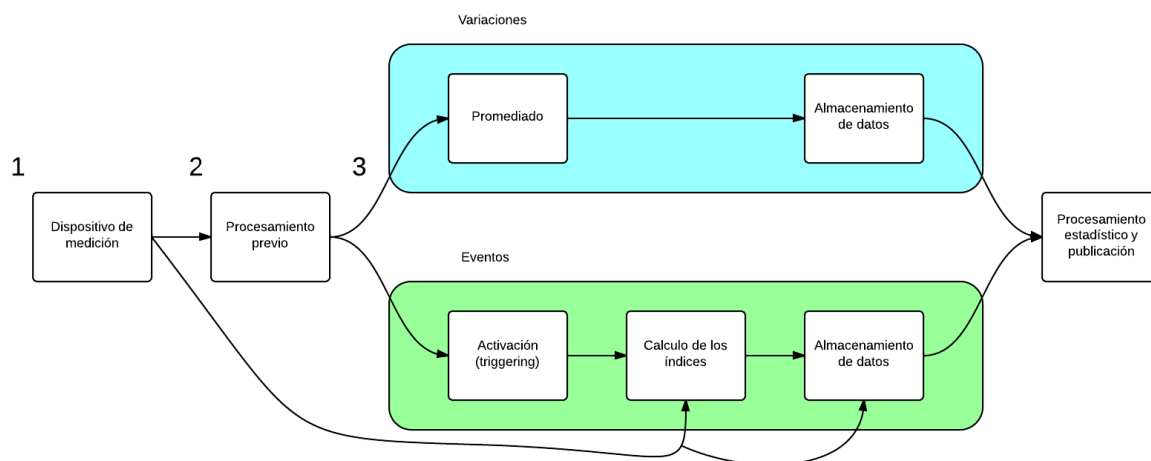 Variaciones
Promediado
Almacenamiento
de datos
1
2
3
Dispositivo de
medición
Procesamiento
previo
Procesamiento
estadístico y
publicación
Eventos
Activación
(triggering)
Calculo de los
índices
Almacenamiento
de datos